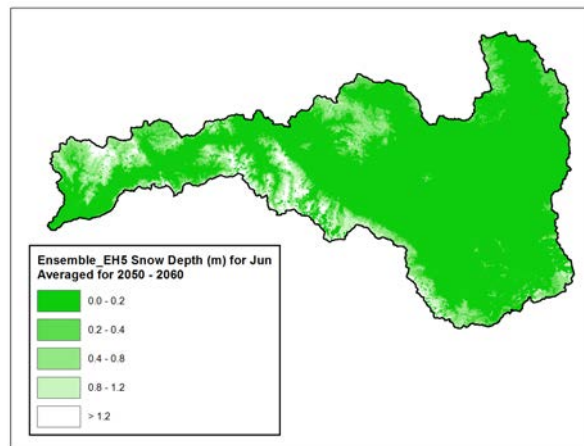 Ensemble_EH5 Snow Depth (m) for Jun
Averaged for 2050 - 2060
0.0 - 0.2
0.2 - 0.4
0.4 - 0.8
0.8 - 1.2
> 1.2